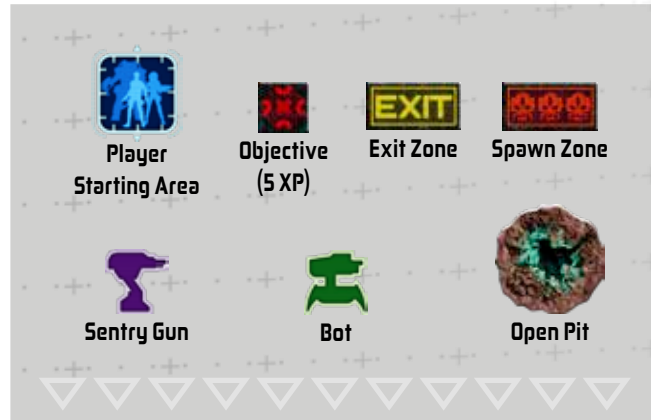 Player
Starting Area
Objective
(5 XP)
EXIT
Exit Zone
Spawn Zone
Sentry Gun
Bot
Open Pit